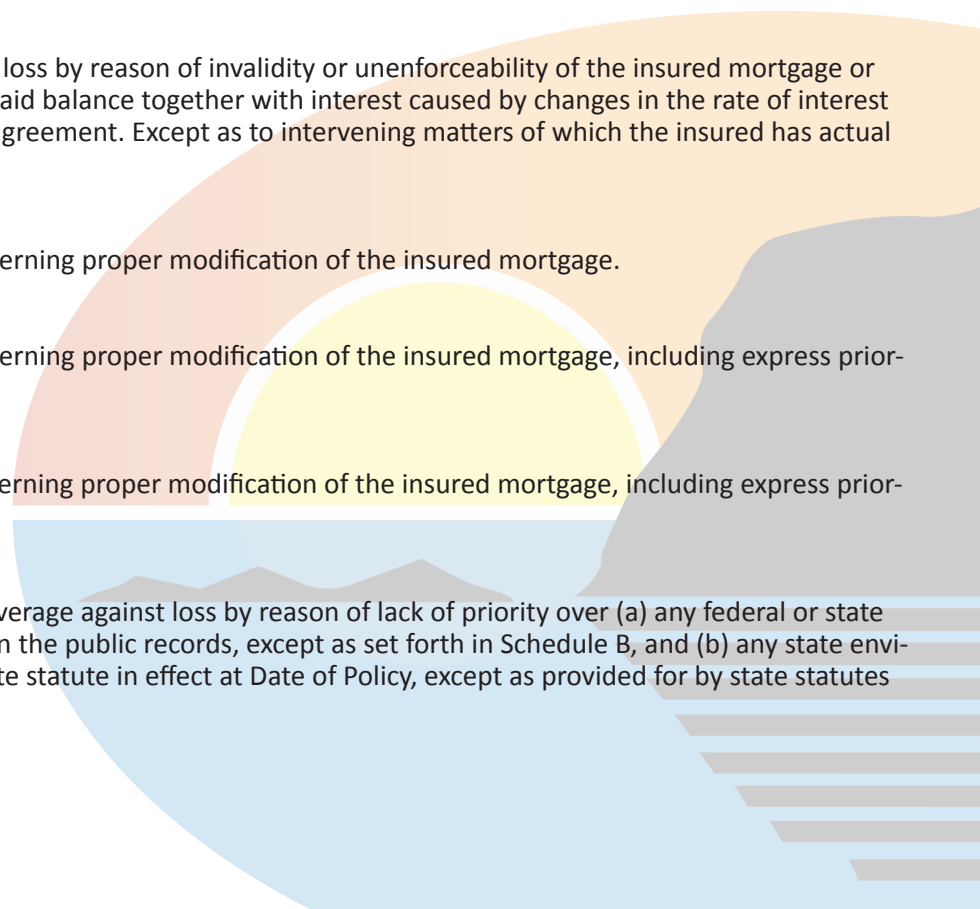 loss by reason of invalidity or unenforceability of the insured mortgage or
aid balance together with interest caused by changes in the rate of interest
greement. Except as to intervening matters of which the insured has actual
erning proper modification of the insured mortgage.
erning proper modification of the insured mortgage, including express prior-
erning proper modification of the insured mortgage, including express prior-
verage against loss by reason of lack of priority over (a) any federal or state
n the public records, except as set forth in Schedule B, and (b) any state envi-
te statute in effect at Date of Policy, except as provided for by state statutes